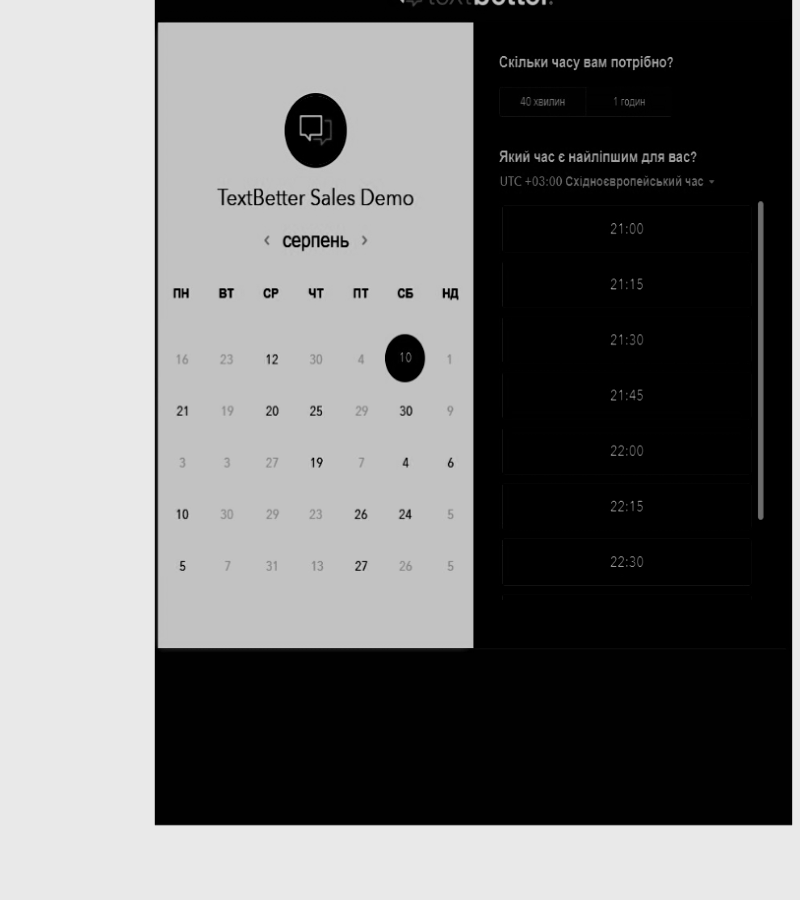 textbetter.
TextBetter Sales Demo
‹ серпень ›
ПН ВТ СР ЧТ ПТ СБ НД
16 23 12 30 4 10 1
21 19 20 25 29 30 9
3 3 27 19 7 4 6
10 30 29 23 26 24 5
5 7 31 13 27 26 5
Скільки часу вам потрібно?
40 хвилин 1 годин
Який час є найліпшим для вас?
UTC +03:00 Східноєвропейський час
21:00
21:15
21:30
21:45
22:00
22:15
22:30